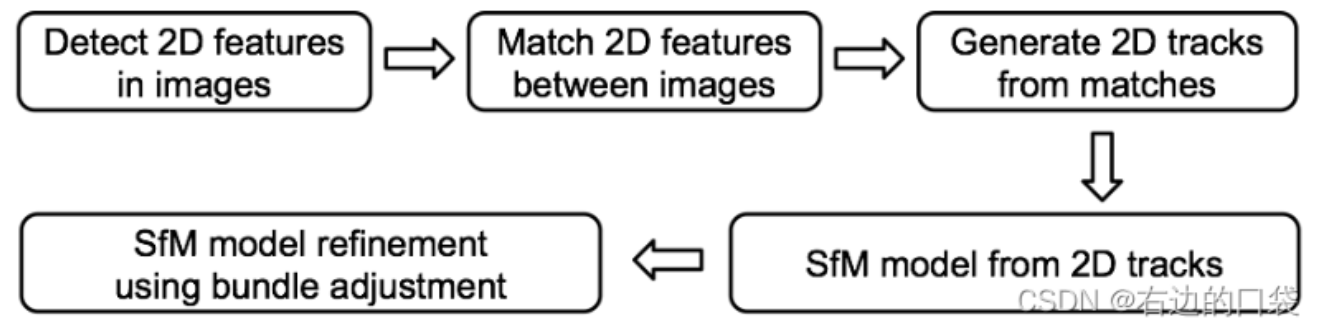 Detect 2D features
in images
Match 2D features
between images
Generate 2D tracks
from matches
SfM model from 2D tracks
SfM model refinement
using bundle adjustment
CSDN @右边的口袋